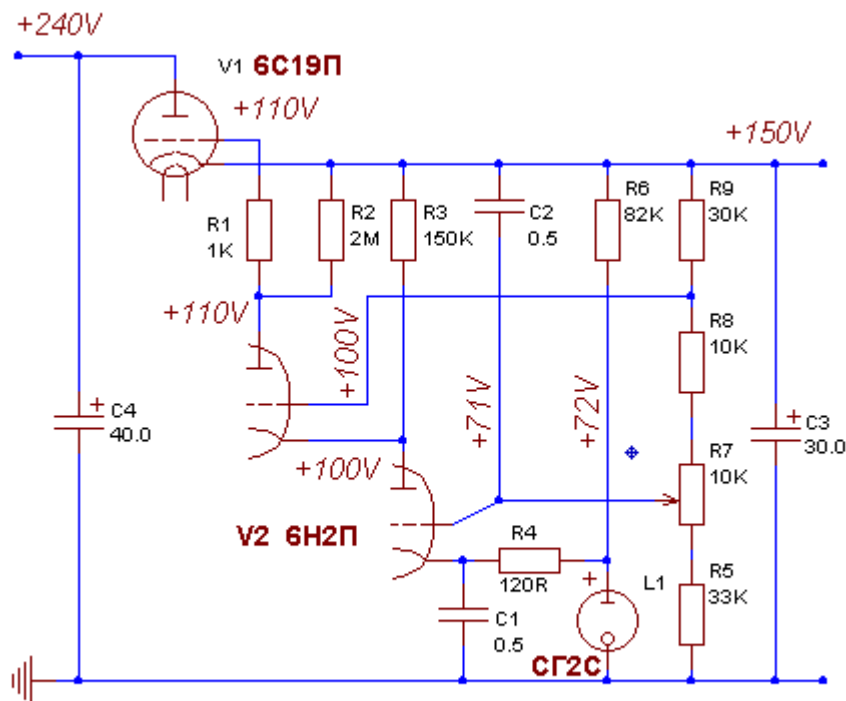 +240V
V1 6С19П
+110V
+150V
R1
1K
R2
2M
R3
150K
C2
0.5
R6
82K
R9
30K
+110V
+100V
R8
10K
+71V
+72V
C4
40.0
+
C3
30.0
+
+100V
R7
10K
V2 6Н2П
R4
120R
+
L1
C1
0.5
R5
33K
СГ2С